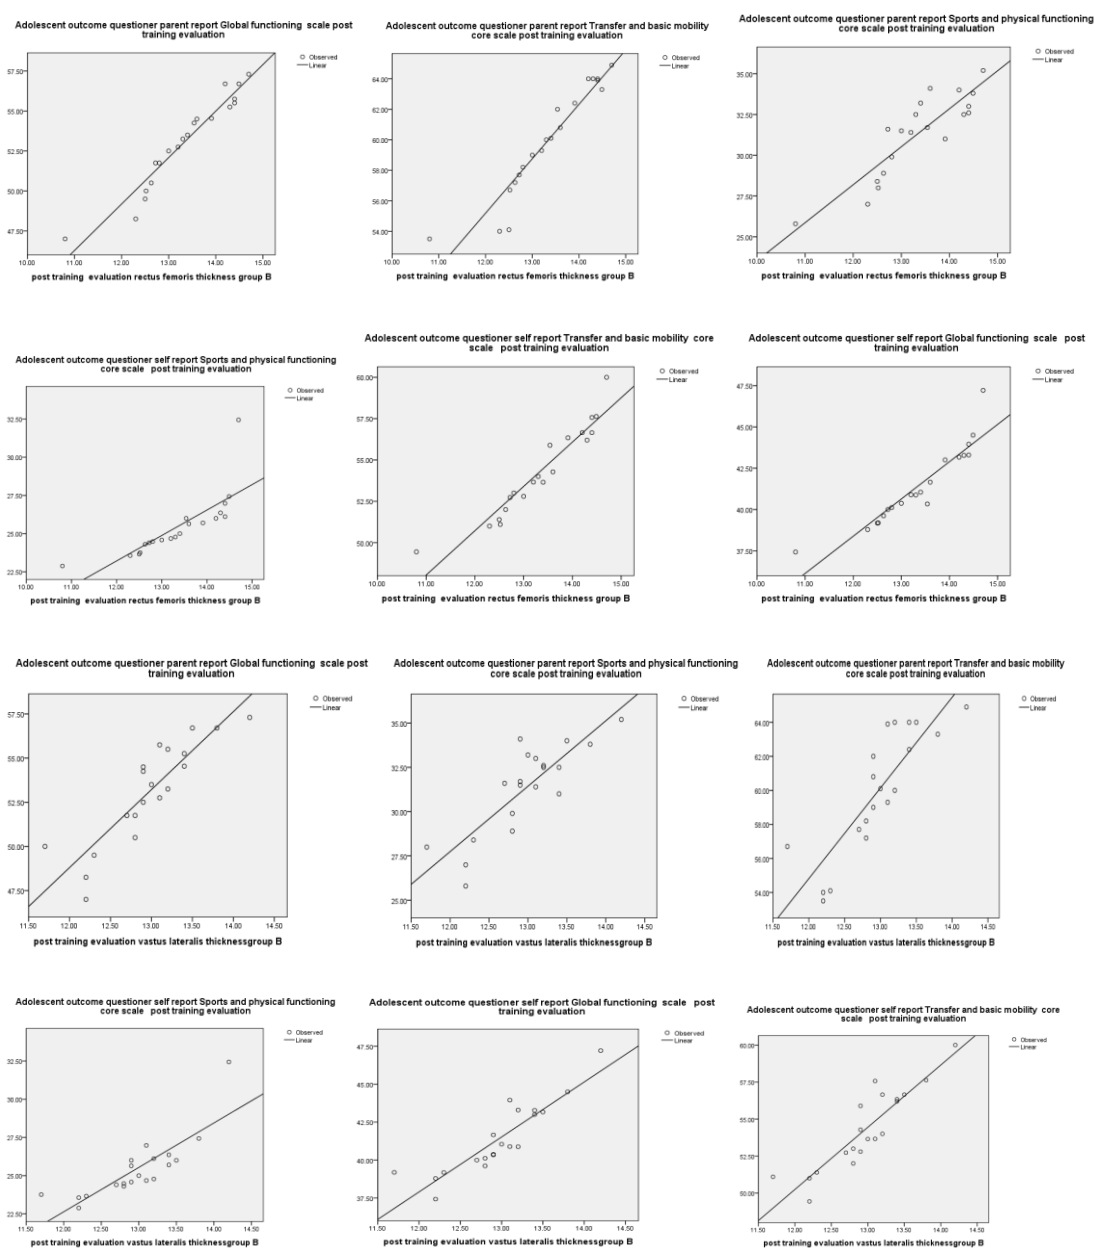 Adolescent outcome questioner parent report Global functioning scale post
training evaluation
Observed
Linear
57.50
55.00
52.50
50.00
47.50
10.00 11.00 12.00 13.00 14.00 15.00
post training evaluation rectus femoris thickness group B
Adolescent outcome questioner parent report Transfer and basic mobility
core scale post training evaluation
Observed
Linear
64.00
62.00
60.00
58.00
56.00
54.00
10.00 11.00 12.00 13.00 14.00 15.00
post training evaluation rectus femoris thickness group B
Adolescent outcome questioner parent report Sports and physical functioning
core scale post training evaluation
Observed
Linear
35.00
32.50
30.00
27.50
25.00
10.00 11.00 12.00 13.00 14.00 15.00
post training evaluation rectus femoris thickness group B
Adolescent outcome questioner self report Sports and physical functioning
core scale post training evaluation
Observed
Linear
32.50
30.00
27.50
25.00
22.50
10.00 11.00 12.00 13.00 14.00 15.00
post training evaluation rectus femoris thickness group B
Adolescent outcome questioner self report Transfer and basic mobility core
scale post training evaluation
Observed
Linear
60.00
57.50
55.00
52.50
50.00
10.00 11.00 12.00 13.00 14.00 15.00
post training evaluation rectus femoris thickness group B
Adolescent outcome questioner self report Global functioning scale post
training evaluation
Observed
Linear
47.50
45.00
42.50
40.00
37.50
10.00 11.00 12.00 13.00 14.00 15.00
post training evaluation rectus femoris thickness group B
Adolescent outcome questioner parent report Global functioning scale post
training evaluation
Observed
Linear
57.50
55.00
52.50
50.00
47.50
11.50 12.00 12.50 13.00 13.50 14.00 14.50
post training evaluation vastus lateralis thicknessgroup B
Adolescent outcome questioner parent report Sports and physical functioning
core scale post training evaluation
Observed
Linear
35.00
32.50
30.00
27.50
25.00
11.50 12.00 12.50 13.00 13.50 14.00 14.50
post training evaluation vastus lateralis thicknessgroup B
Adolescent outcome questioner parent report Transfer and basic mobility
core scale post training evaluation
Observed
Linear
64.00
62.00
60.00
58.00
56.00
54.00
11.50 12.00 12.50 13.00 13.50 14.00 14.50
post training evaluation vastus lateralis thicknessgroup B
Adolescent outcome questioner self report Sports and physical functioning
core scale post training evaluation
Observed
Linear
32.50
30.00
27.50
25.00
22.50
11.50 12.00 12.50 13.00 13.50 14.00 14.50
post training evaluation vastus lateralis thicknessgroup B
Adolescent outcome questioner self report Global functioning scale post
training evaluation
Observed
Linear
47.50
45.00
42.50
40.00
37.50
11.50 12.00 12.50 13.00 13.50 14.00 14.50
post training evaluation vastus lateralis thicknessgroup B
Adolescent outcome questioner self report Transfer and basic mobility core
scale post training evaluation
Observed
Linear
60.00
57.50
55.00
52.50
50.00
11.50 12.00 12.50 13.00 13.50 14.00 14.50
post training evaluation vastus lateralis thicknessgroup B